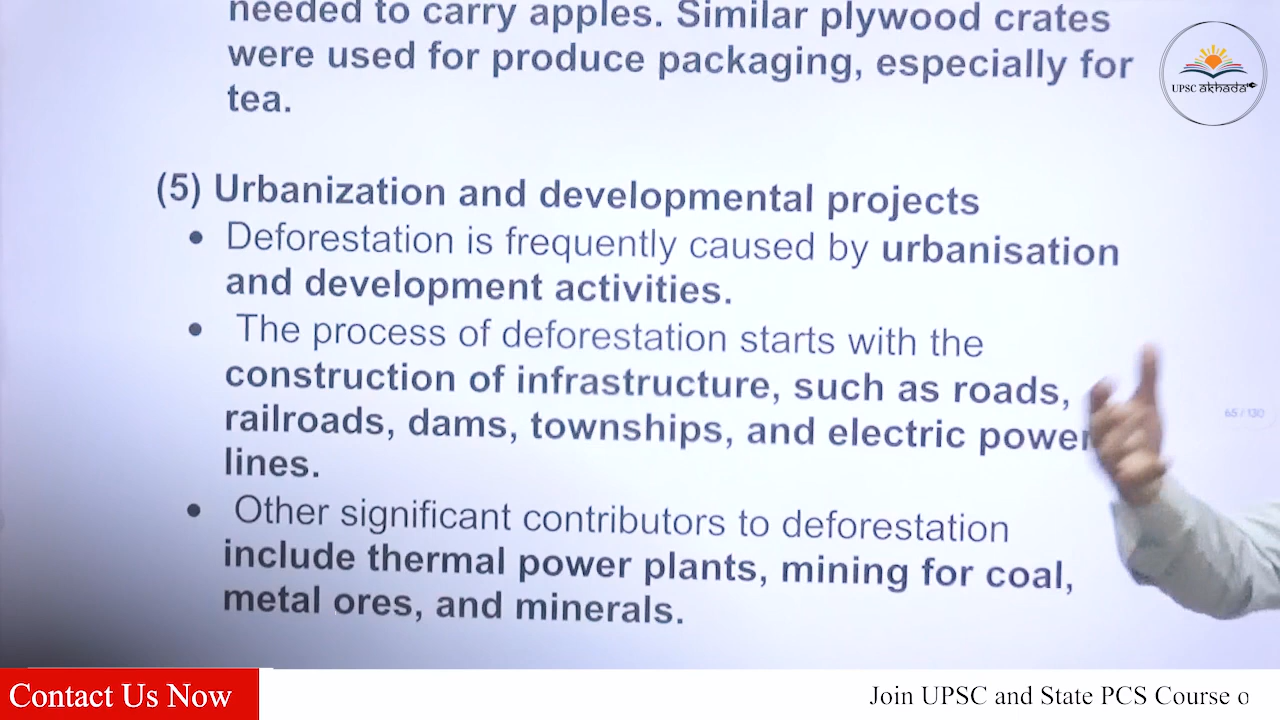 needed to carry apples. Similar plywood crates
were used for produce packaging, especially for
tea.
UPSC akhada
(5) Urbanization and developmental projects
• Deforestation is frequently caused by urbanisation
and development activities.
• The process of deforestation starts with the
construction of infrastructure, such as roads,
railroads, dams, townships, and electric power
lines.
65 / 130
• Other significant contributors to deforestation
include thermal power plants, mining for coal,
metal ores, and minerals.
Contact Us Now
Join UPSC and State PCS Course o